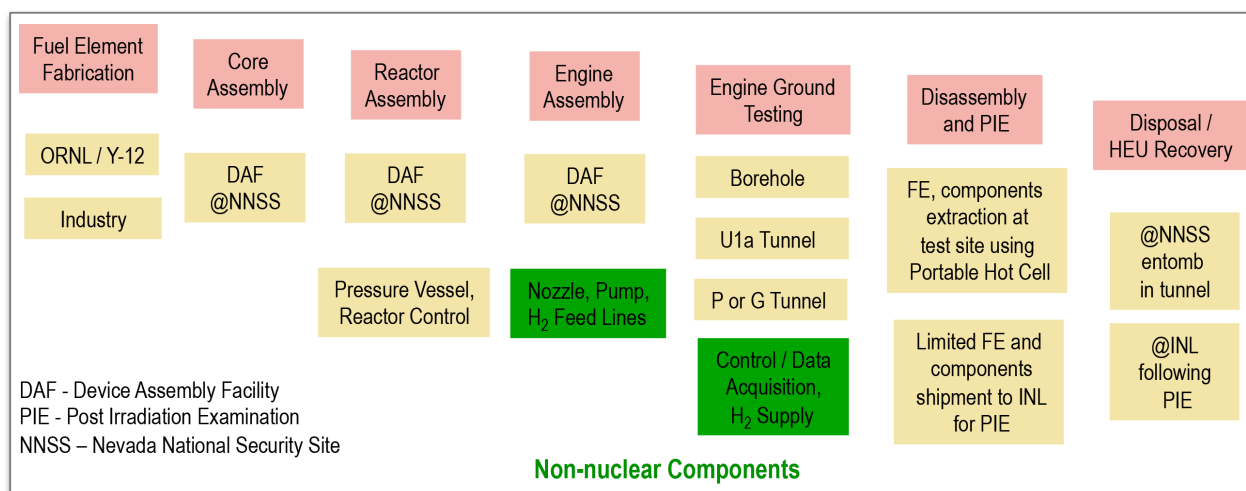 Fuel Element
Fabrication
Core
Assembly
Reactor
Assembly
Engine
Assembly
Engine Ground
Testing
Disassembly
and PIE
Disposal /
HEU Recovery
ORNL / Y-12
Industry
DAF
@NNSS
DAF
@NNSS
Pressure Vessel,
Reactor Control
DAF
@NNSS
Nozzle, Pump,
H₂ Feed Lines
Borehole
U1a Tunnel
P or G Tunnel
Control / Data
Acquisition,
H₂ Supply
FE, components
extraction at
test site using
Portable Hot Cell
Limited FE and
components
shipment to INL
for PIE
@NNSS
entomb
in tunnel
@INL
following
PIE
DAF - Device Assembly Facility
PIE - Post Irradiation Examination
NNSS – Nevada National Security Site
Non-nuclear Components